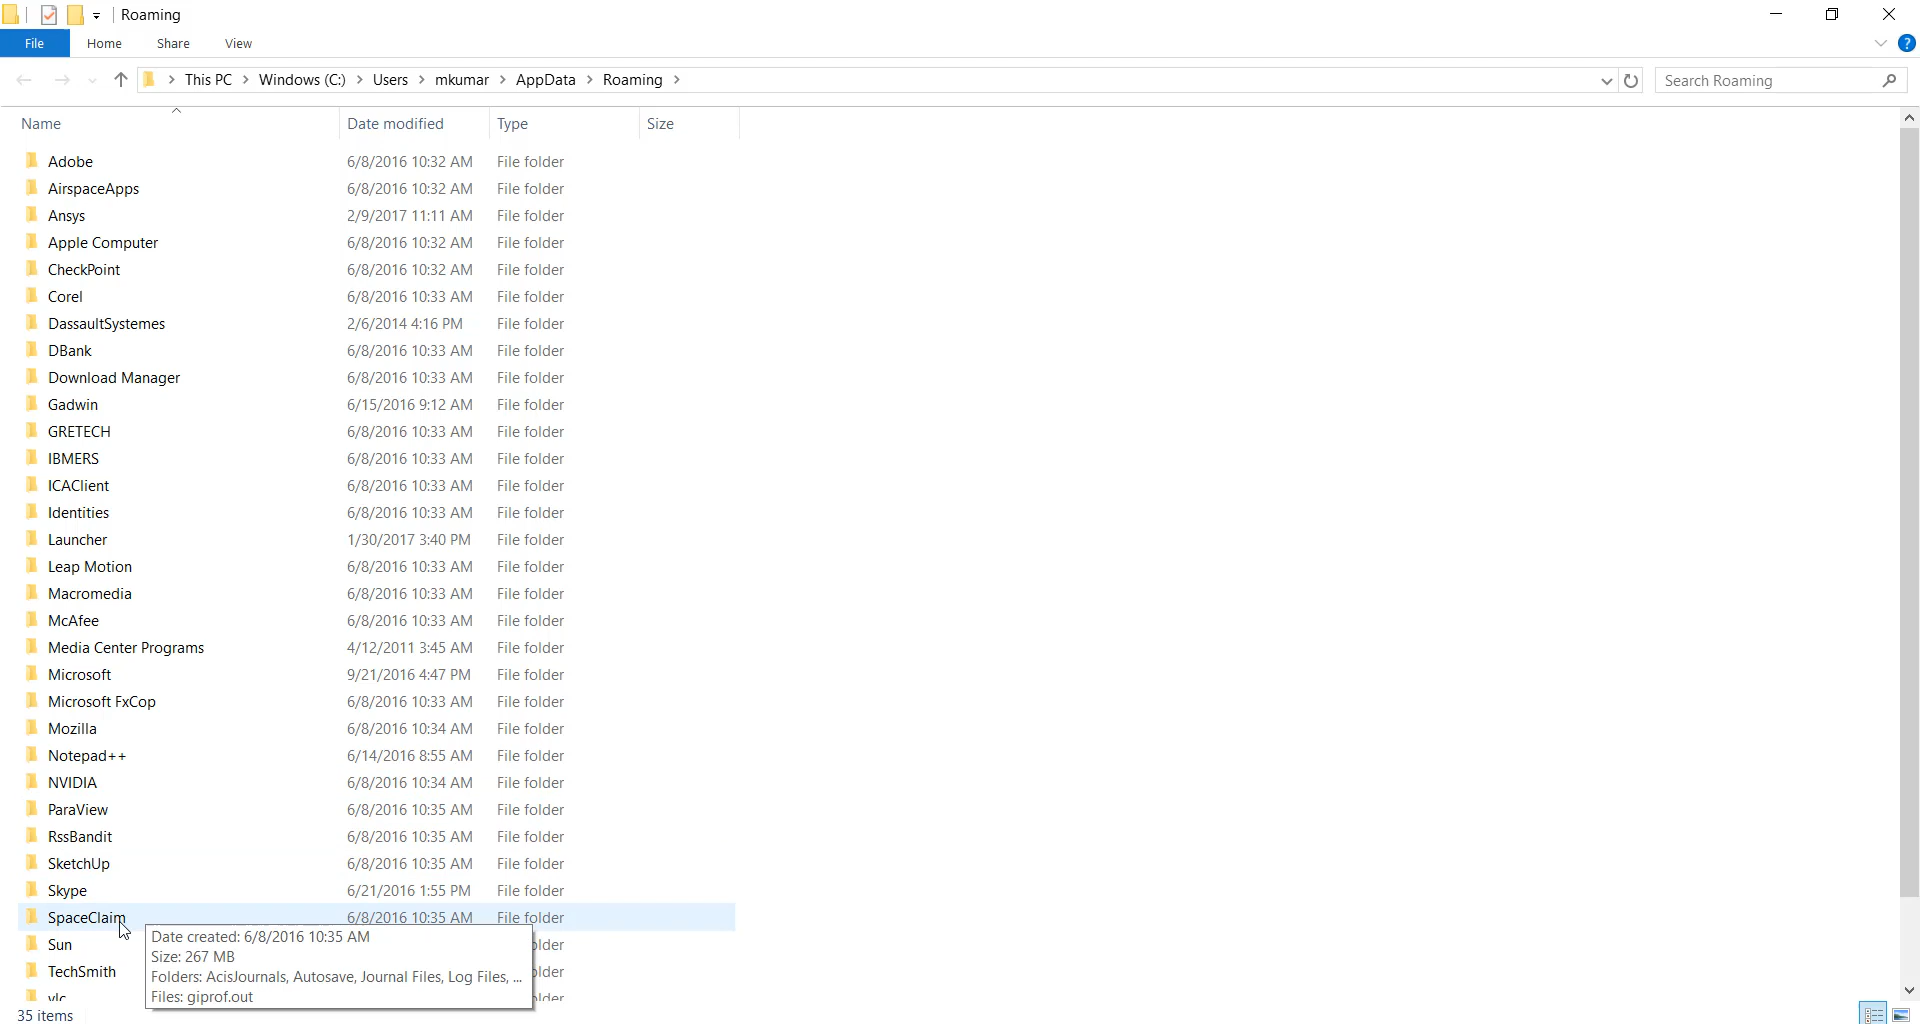 Roaming
File Home Share View
This PC > Windows (C:) > Users > mkumar > AppData > Roaming >
Search Roaming
Name Date modified Type Size
Adobe 6/8/2016 10:32 AM File folder
AirspaceApps 6/8/2016 10:32 AM File folder
Ansys 2/9/2017 11:11 AM File folder
Apple Computer 6/8/2016 10:32 AM File folder
CheckPoint 6/8/2016 10:32 AM File folder
Corel 6/8/2016 10:33 AM File folder
DassaultSystemes 2/6/2014 4:16 PM File folder
DBank 6/8/2016 10:33 AM File folder
Download Manager 6/8/2016 10:33 AM File folder
Gadwin 6/15/2016 9:12 AM File folder
GRETECH 6/8/2016 10:33 AM File folder
IBMERS 6/8/2016 10:33 AM File folder
ICAClient 6/8/2016 10:33 AM File folder
Identities 6/8/2016 10:33 AM File folder
Launcher 1/30/2017 3:40 PM File folder
Leap Motion 6/8/2016 10:33 AM File folder
Macromedia 6/8/2016 10:33 AM File folder
McAfee 6/8/2016 10:33 AM File folder
Media Center Programs 4/12/2011 3:45 AM File folder
Microsoft 9/21/2016 4:47 PM File folder
Microsoft FxCop 6/8/2016 10:33 AM File folder
Mozilla 6/8/2016 10:34 AM File folder
Notepad++ 6/14/2016 8:55 AM File folder
NVIDIA 6/8/2016 10:34 AM File folder
ParaView 6/8/2016 10:35 AM File folder
RssBandit 6/8/2016 10:35 AM File folder
SketchUp 6/8/2016 10:35 AM File folder
Skype 6/21/2016 1:55 PM File folder
SpaceClaim 6/8/2016 10:35 AM File folder
Date created: 6/8/2016 10:35 AM
Sun
Size: 267 MB
TechSmith
Folders: AcisJournals, Autosave, Journal Files, Log Files, ...
vlc
Files: giprof.out
35 items